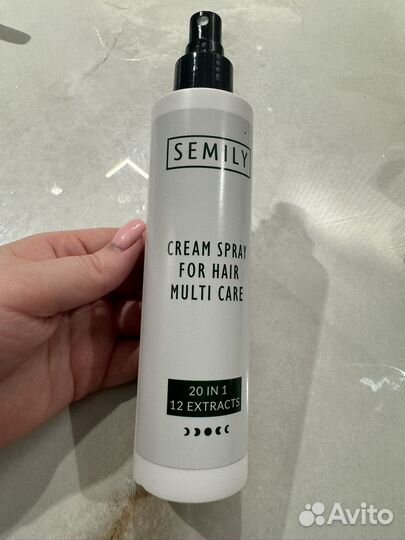 SEMILY
CREAM SPRAY
FOR HAIR
MULTI CARE
20 IN 1
12 EXTRACTS
Avito